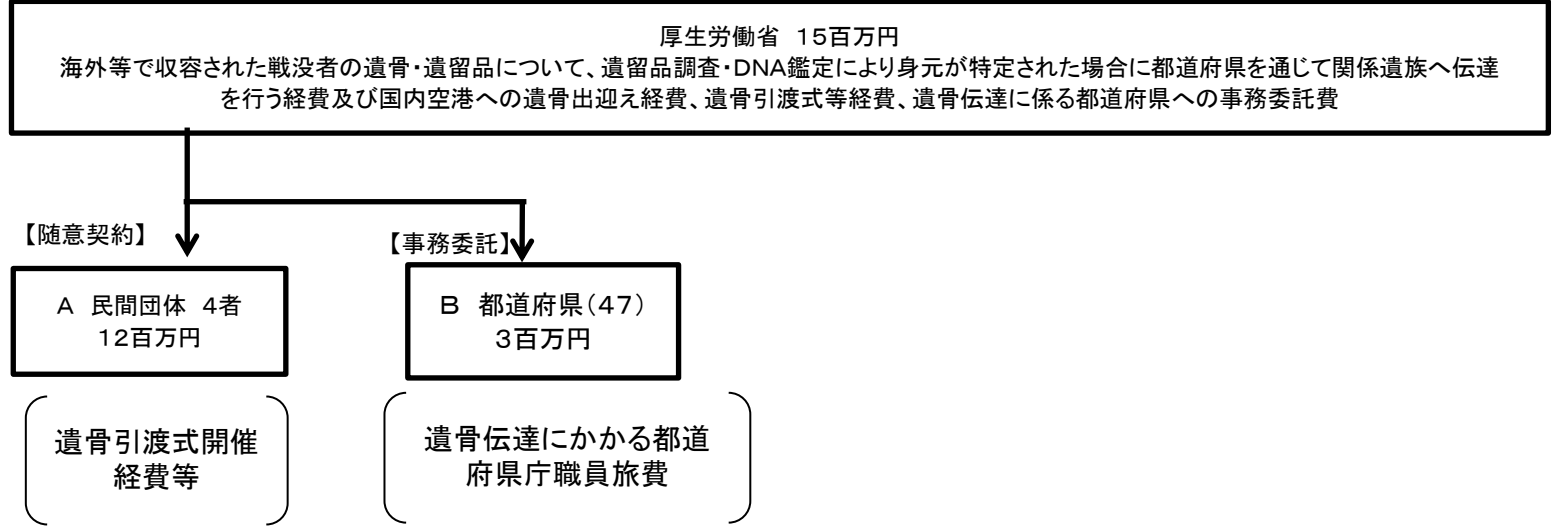 厚生労働省 15百万円
海外等で収容された戦没者の遺骨・遺留品について、遺留品調査・DNA鑑定により身元が特定された場合に都道府県を通じて関係遺族へ伝達
を行う経費及び国内空港への遺骨出迎え経費、遺骨引渡式等経費、遺骨伝達に係る都道府県への事務委託費
【随意契約】
【事務委託】
A 民間団体 4者
12百万円
B 都道府県(47)
3百万円
遺骨引渡式開催
経費等
遺骨伝達にかかる都道
府県庁職員旅費